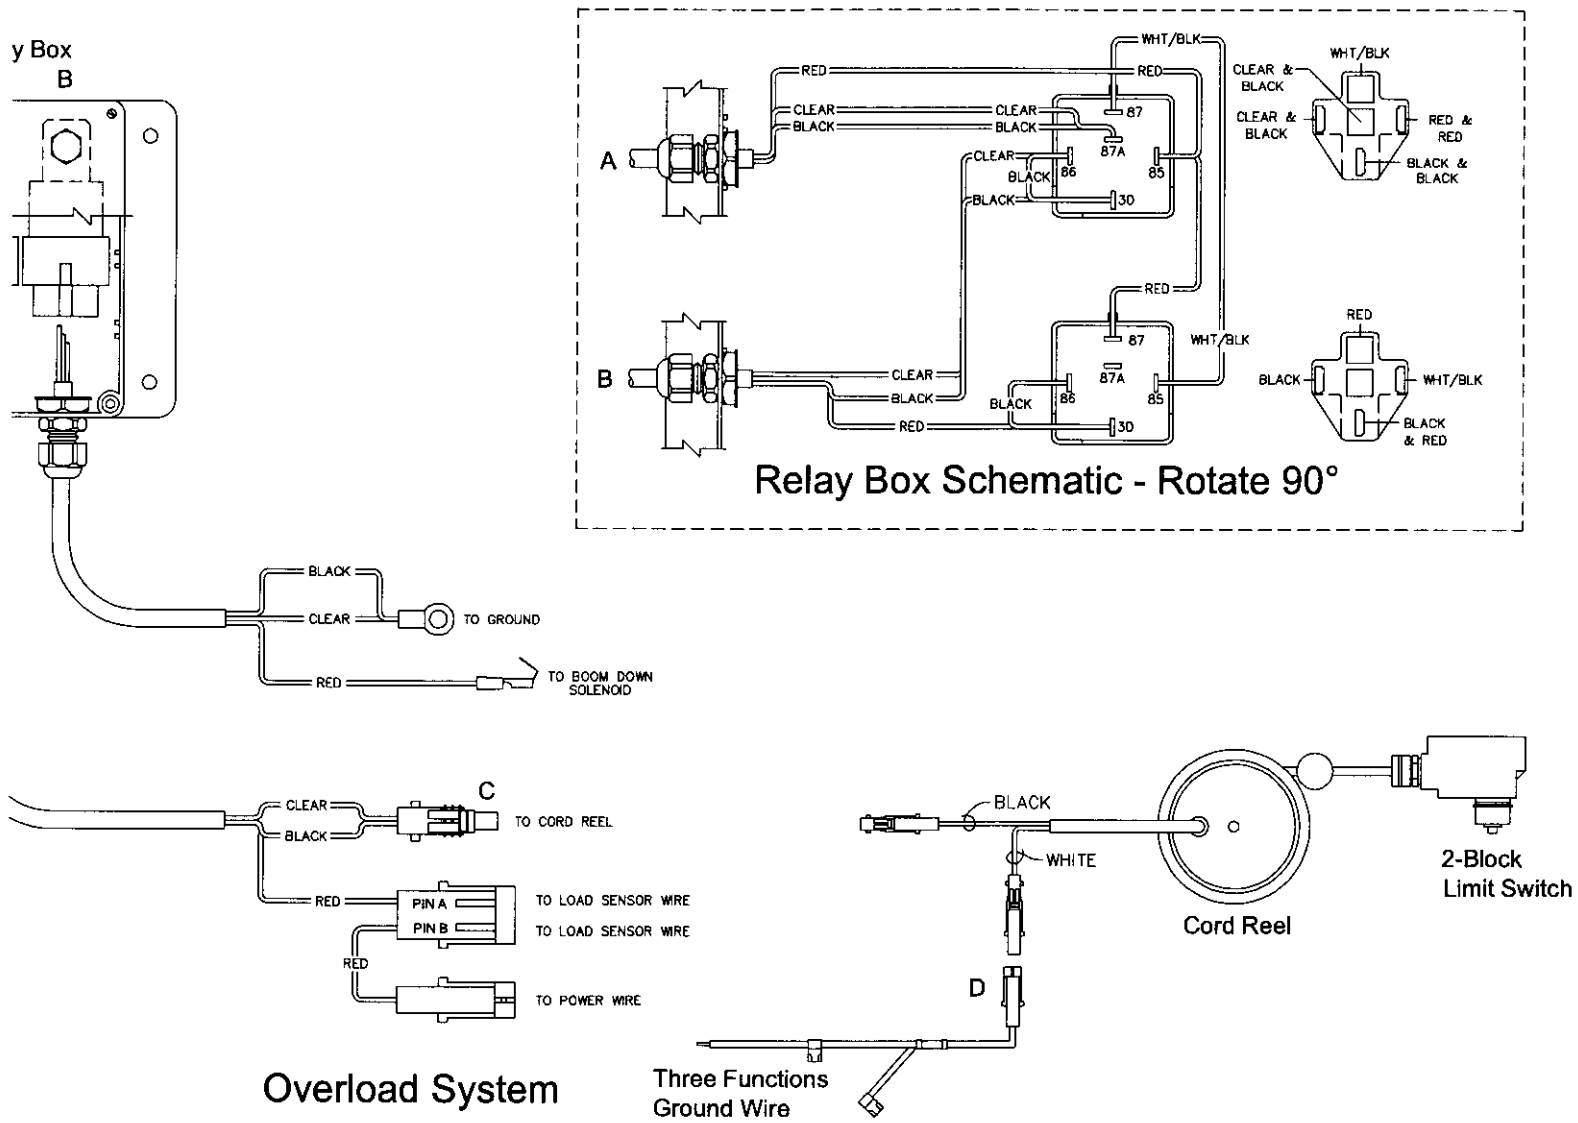 y Box
B
WHT/BLK
RED
RED
CLEAR
CLEAR
BLACK
BLACK
87
87A
A
CLEAR
86
85
BLACK
BLACK
30
WHT/BLK
CLEAR &
BLACK
CLEAR &
BLACK
RED &
RED
BLACK &
BLACK
RED
87
WHT/BLK
87A
B
CLEAR
86
85
BLACK
BLACK
RED
30
RED
BLACK
WHT/BLK
BLACK
& RED
Relay Box Schematic - Rotate 90°
BLACK
CLEAR
TO GROUND
RED
TO BOOM DOWN
SOLENOID
CLEAR
C
BLACK
TO CORD REEL
RED
PIN A
TO LOAD SENSOR WIRE
PIN B
TO LOAD SENSOR WIRE
RED
TO POWER WIRE
Overload System
BLACK
WHITE
2-Block
Limit Switch
Cord Reel
D
Three Functions
Ground Wire